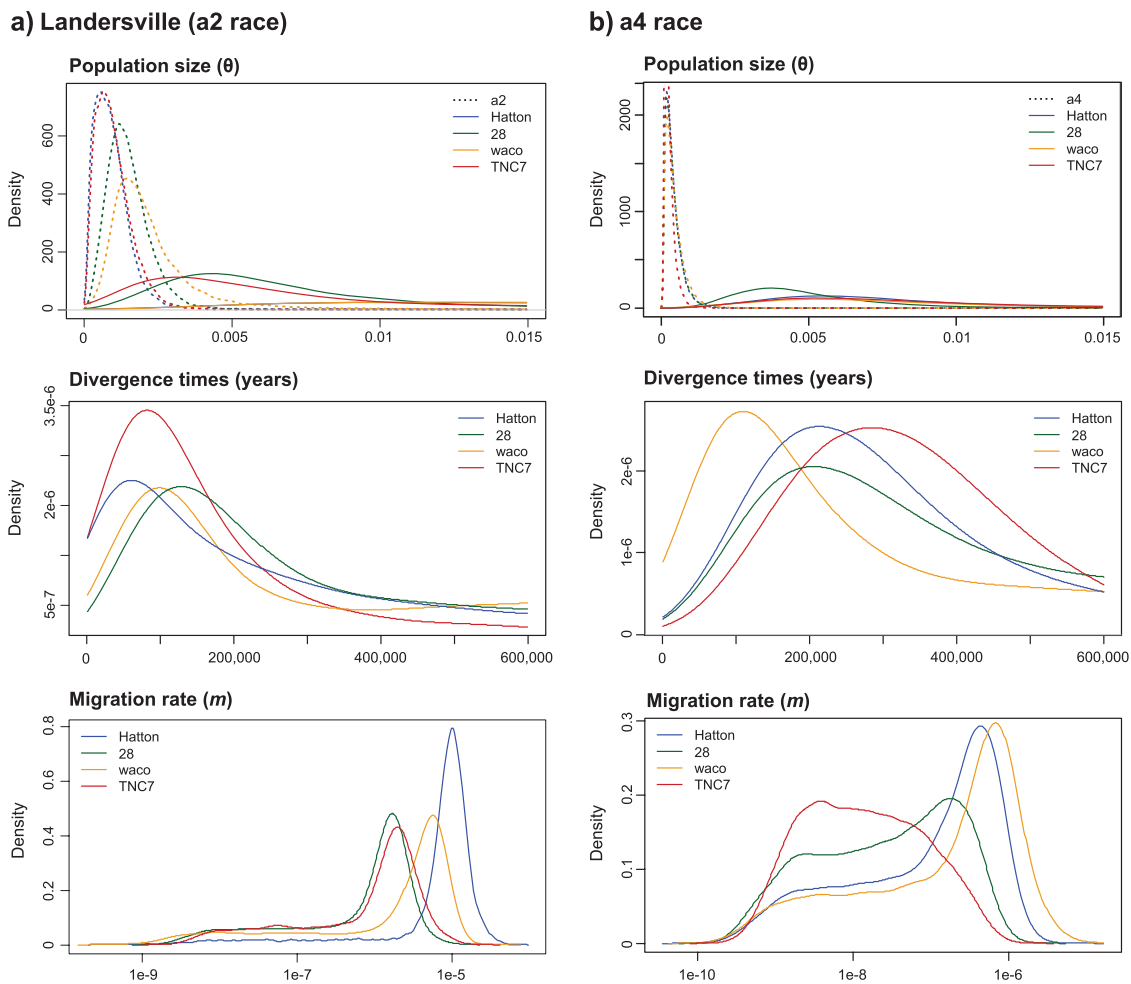 a) Landersville (a2 race)
Population size (θ)
Density
600
400
200
0
a2
Hatton
28
waco
TNC7
0 0.005 0.01 0.015
Divergence times (years)
Density
3.5e-6
2e-6
5e-7
Hatton
28
waco
TNC7
0 200,000 400,000 600,000
Migration rate (m)
Density
0.8
0.6
0.4
0.2
0
Hatton
28
waco
TNC7
1e-9 1e-7 1e-5
b) a4 race
Population size (θ)
Density
2000
1000
0
a4
Hatton
28
waco
TNC7
0 0.005 0.01 0.015
Divergence times (years)
Density
2e-6
1e-6
0
Hatton
28
waco
TNC7
0 200,000 400,000 600,000
Migration rate (m)
Density
0.3
0.2
0.1
0
Hatton
28
waco
TNC7
1e-10 1e-8 1e-6